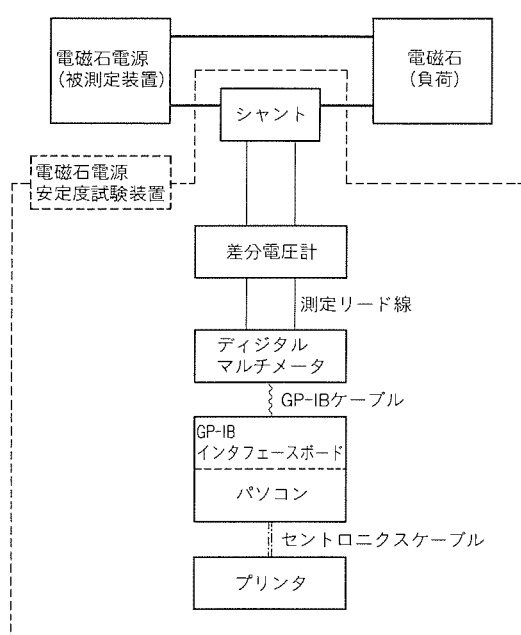 電磁石電源
(被測定装置)
電磁石
(負荷)
シャント
電磁石電源
安定度試験装置
差分電圧計
測定リード線
ディジタル
マルチメータ
GP-IBケーブル
GP-IB
インタフェースボード
パソコン
セントロニクスケーブル
プリンタ